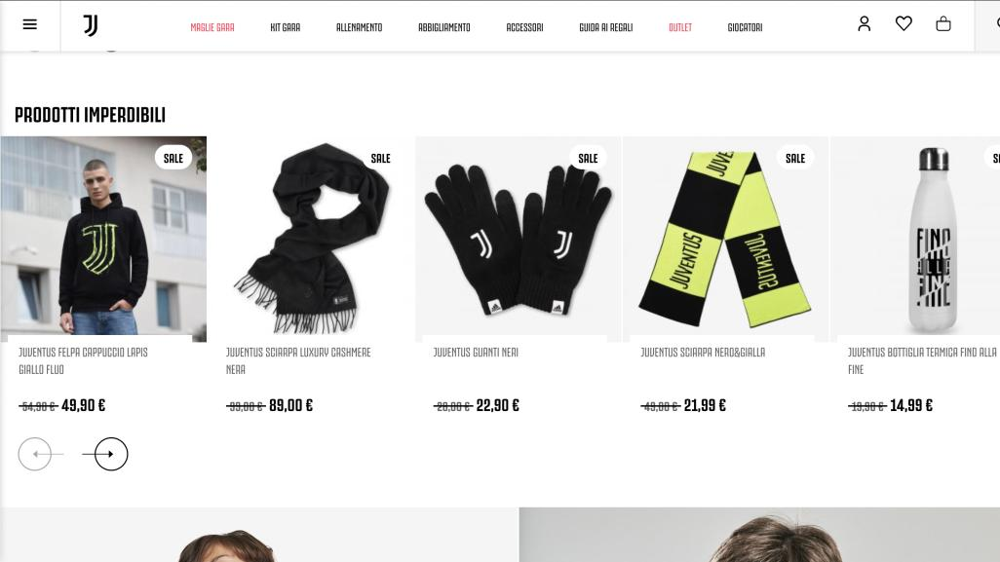 MAGLIE GARA
KIT GARA
ALLENAMENTO
ABBIGLIAMENTO
ACCESSORI
GUIDA AI REGALI
OUTLET
GIOCATORI
PRODOTTI IMPERDIBILI
SALE
SALE
SALE
SALE
JUVENTUS
JUVENTUS
FINO
ALLA
FINE
JUVENTUS FELPA CAPPUCCIO LAPIS
GIALLO FLUO
54,90 € 49,90 €
JUVENTUS SCIARPA LUXURY CASHMERE
NERA
99,00 € 89,00 €
JUVENTUS GUANTI NERI
28,00 € 22,90 €
JUVENTUS SCIARPA NERO&GIALLA
21,99 €
JUVENTUS BOTTIGLIA TERMICA FINO ALLA
FINE
19,90 € 14,99 €